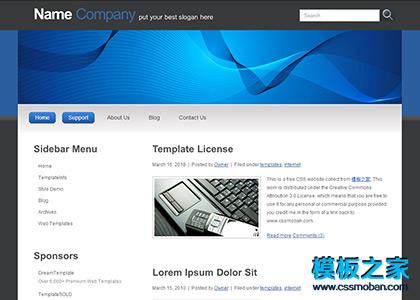 Name Company put your best slogan here
Search
Home Support About Us Blog Contact Us
Sidebar Menu
Home
TemplateInfo
Style Demo
Blog
Archives
Web Templates
Sponsors
DreamTemplate
Over 6,000+ Premium Web Templates
TemplateSOLD
Template License
March 15, 2010 | Posted by Owner | Filed under templates, internet
This is a free CSS website collect from 模板之家. This
work is distributed under the Creative Commons
Attribution 3.0 License, which means that you are free to
use it for any personal or commercial purpose provided
you credit me in the form of a link back to
www.cssmoban.com.
Read more Comments (3)
Lorem Ipsum Dolor Sit
March 15, 2010 | Posted by Owner | Filed under templates, internet
模板之家
www.cssmoban.com